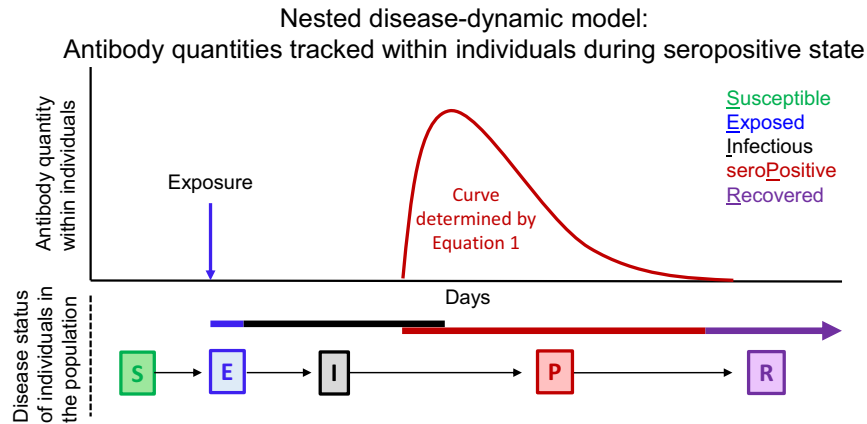 Nested disease-dynamic model:
Antibody quantities tracked within individuals during seropositive state
Antibody quantity
within individuals
Exposure
Curve
determined by
Equation 1
Susceptible
Exposed
Infectious
seroPositive
Recovered
Days
Disease status
of individuals in
the population
S
E
I
P
R